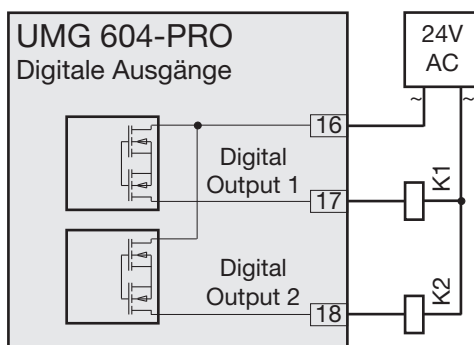 UMG 604-PRO
Digitale Ausgänge
24V
AC
~ ~
16
Digital
Output 1
17
K1
Digital
Output 2
18
K2